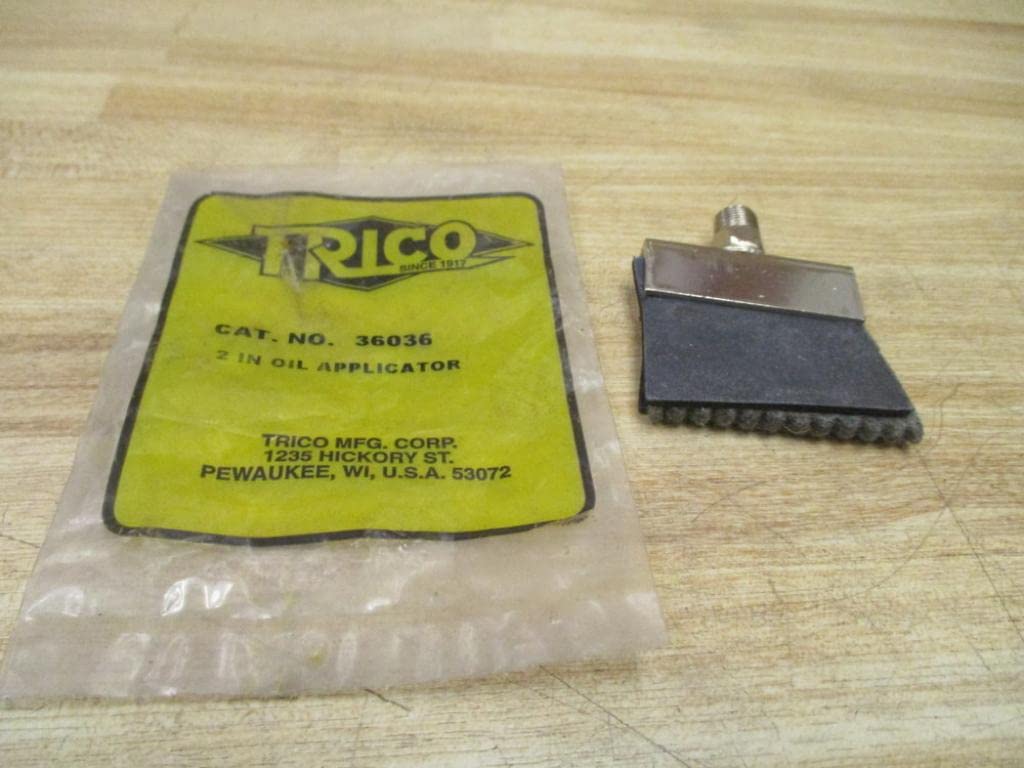 TRICO
SINCE 1917
CAT. NO. 36036
2 IN OIL APPLICATOR
TRICO MFG. CORP.
1235 HICKORY ST.
PEWAUKEE, WI, U.S.A. 53072